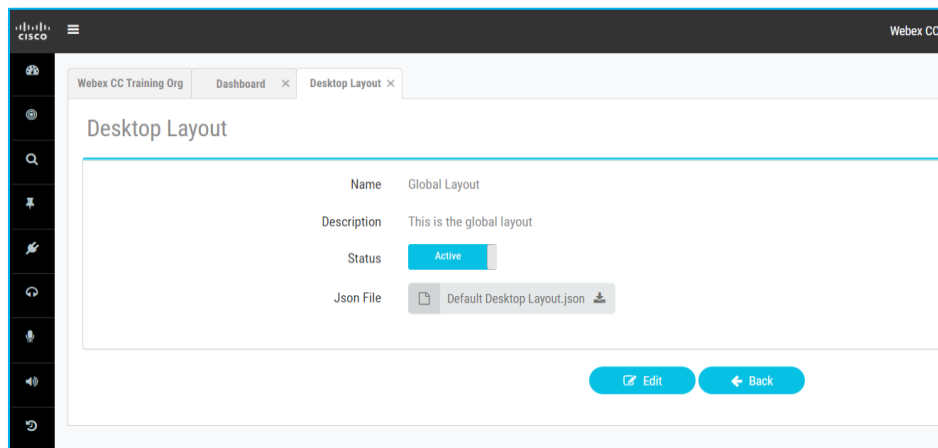 CISCO
Webex CC
Webex CC Training Org Dashboard Desktop Layout
Desktop Layout
Name Global Layout
Description This is the global layout
Status Active
Json File Default Desktop Layout.json
Edit Back